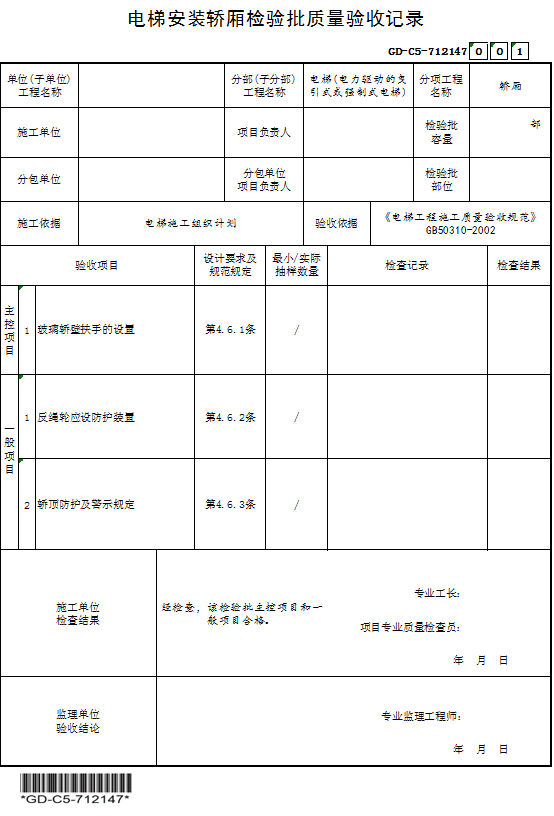 电梯安装轿厢检验批质量验收记录
GD-C5-712147 0 0 1
单位(子单位)
工程名称
分部(子分部)
工程名称
电梯(电力驱动的曳
引式或强制式电梯)
分项工程
名称
轿厢
施工单位
项目负责人
检验批
容量
部
分包单位
分包单位
项目负责人
检验批
部位
施工依据
电梯施工组织计划
验收依据
《电梯工程施工质量验收规范》
GB50310-2002
验收项目
设计要求及
规范规定
最小/实际
抽样数量
检查记录
检查结果
主
控
项
目
1
玻璃轿壁扶手的设置
第4.6.1条
/
一
般
项
目
1
反绳轮应设防护装置
第4.6.2条
/
2
轿顶防护及警示规定
第4.6.3条
/
施工单位
检查结果
经检查，该检验批主控项目和一
般项目合格。
专业工长：
项目专业质量检查员：
年 月 日
监理单位
验收结论
专业监理工程师：
年 月 日
*GD-C5-712147*